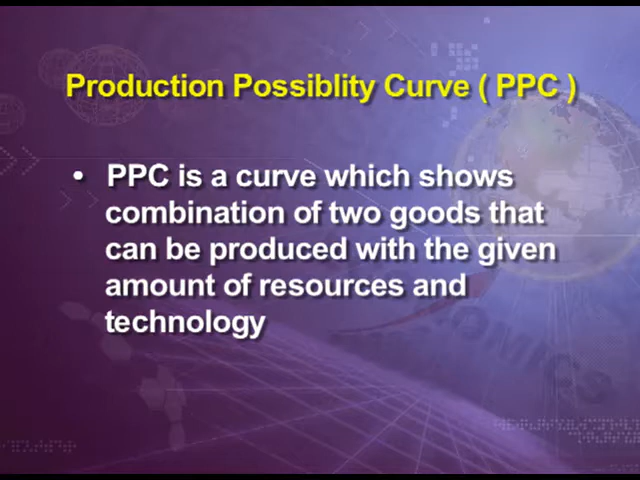 Production Possiblity Curve ( PPC )
• PPC is a curve which shows
combination of two goods that
can be produced with the given
amount of resources and
technology